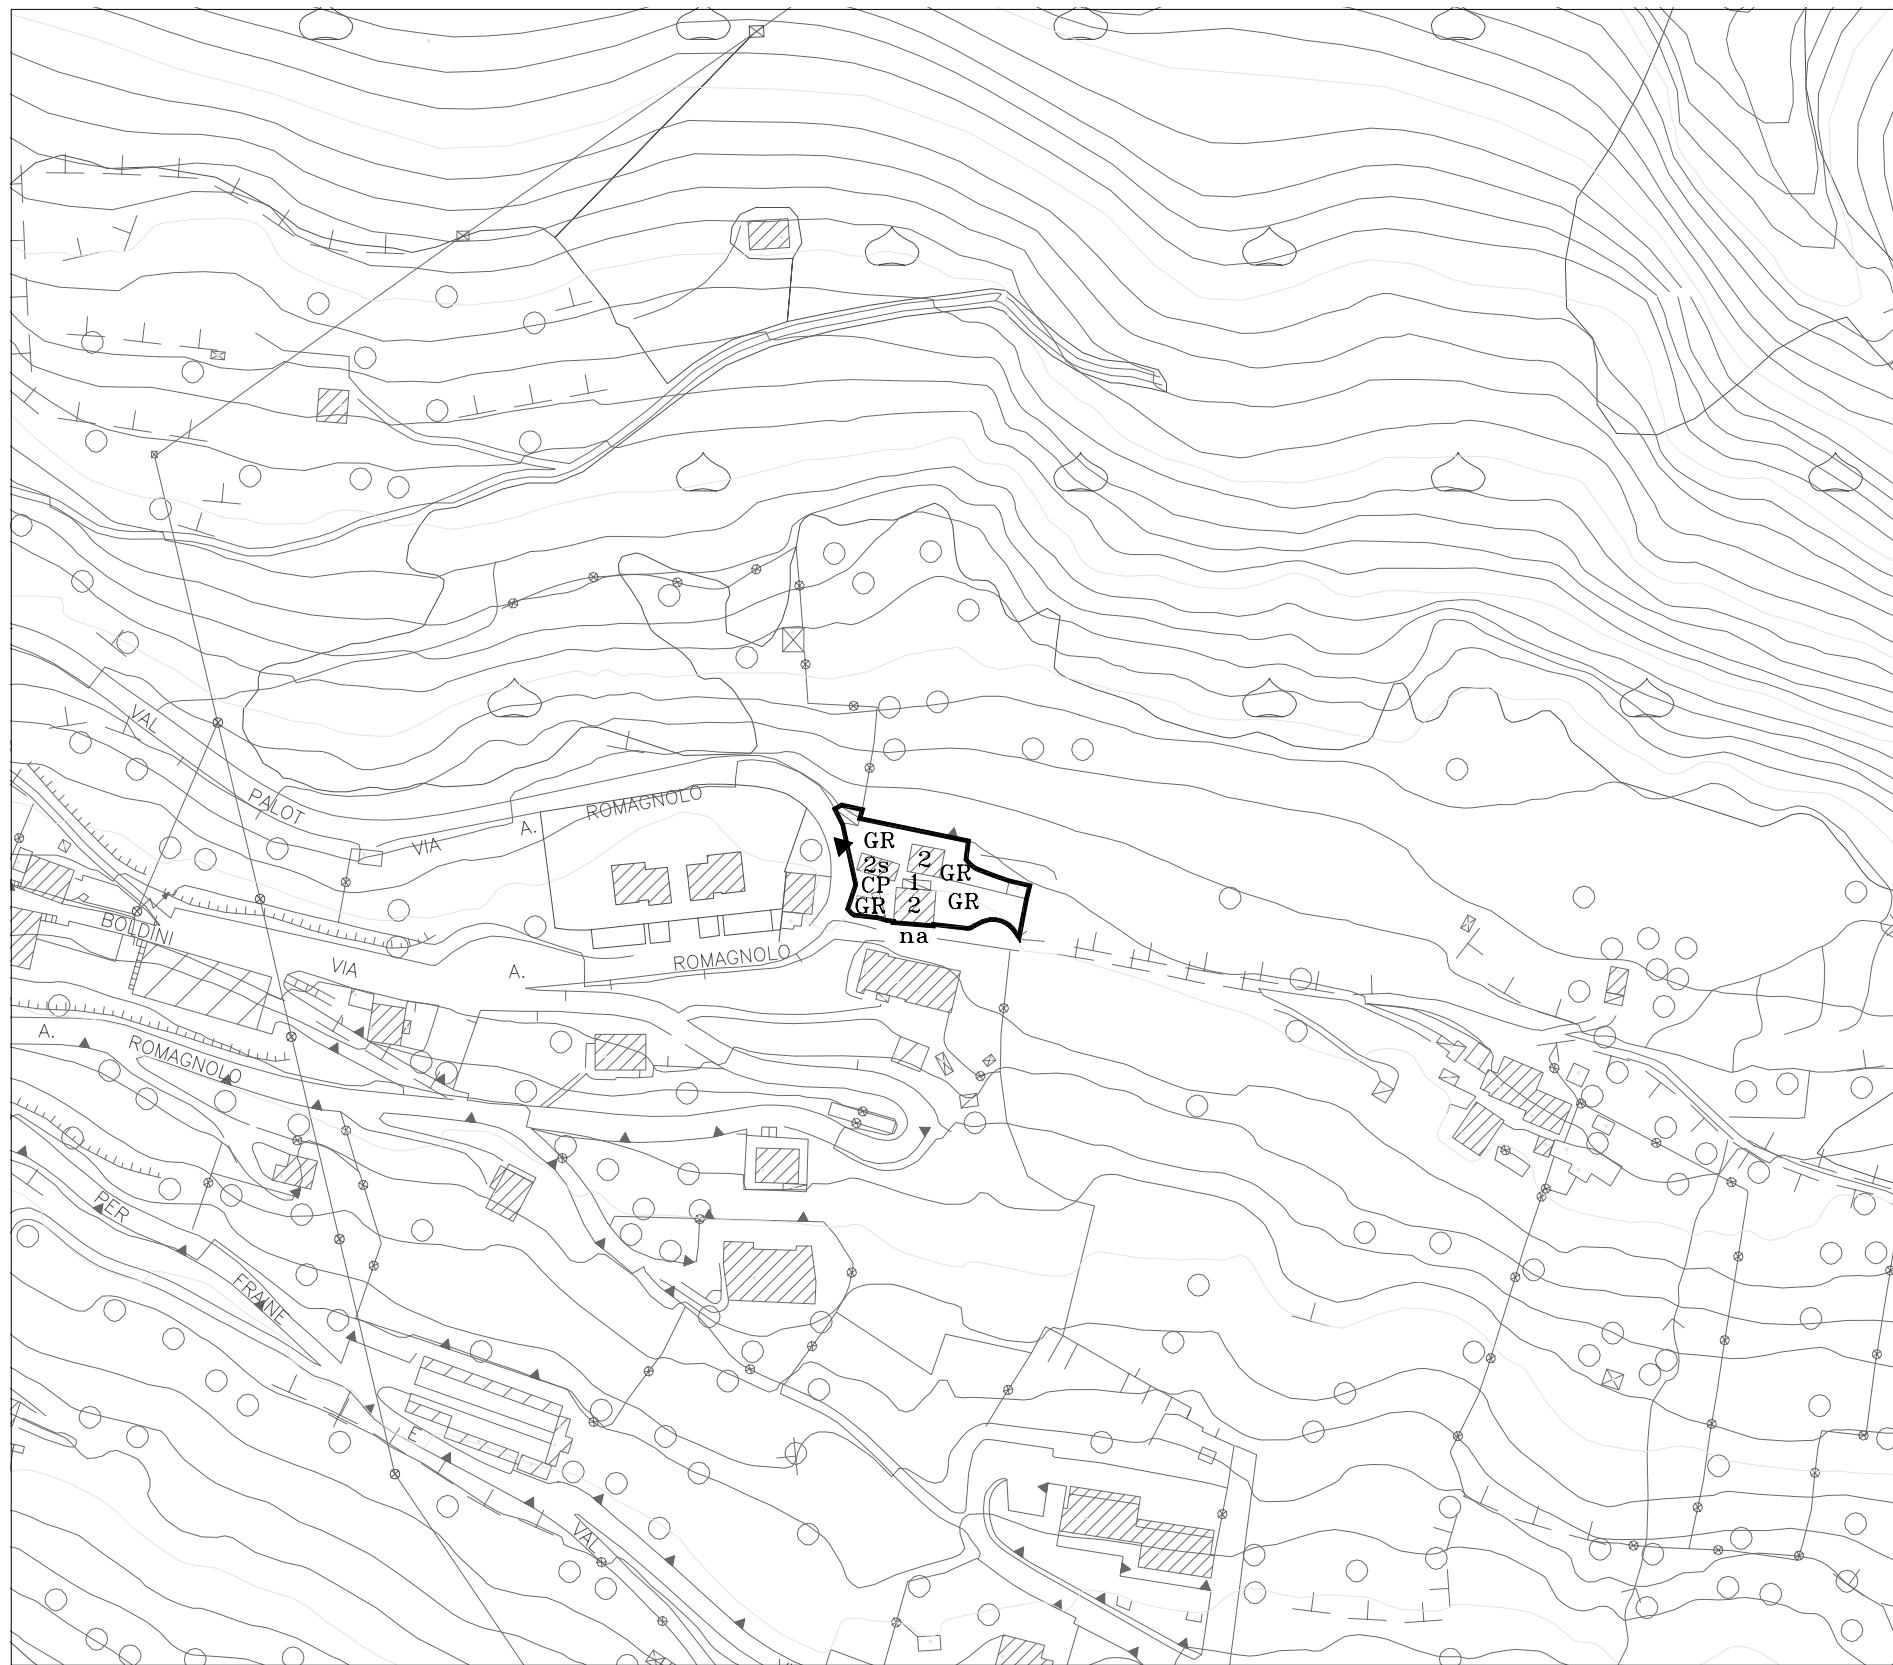 VAL
PALOT
VIA
A.
ROMAGNOLO
GR
2s
2
GR
CP
1
GR
2
GR
na
BOLDINI
VIA
A.
ROMAGNOLO
A.
ROMAGNOLO
PER
FRAINE
E
VAL